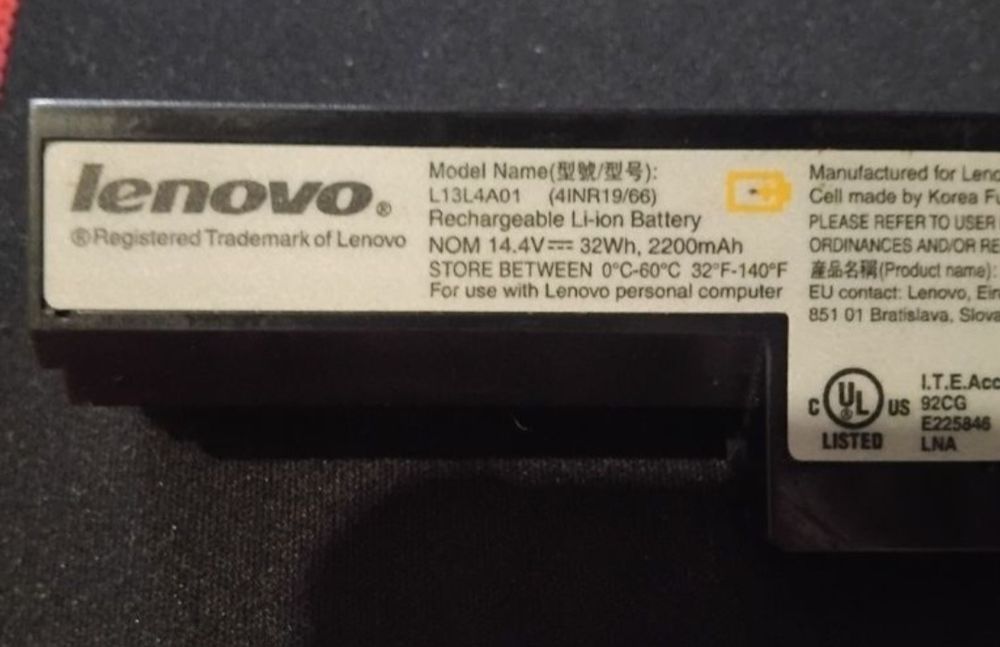 lenovo®
®Registered Trademark of Lenovo
Model Name(型號/型号):
L13L4A01 (4INR19/66)
Rechargeable Li-ion Battery
NOM 14.4V⎓ 32Wh, 2200mAh
STORE BETWEEN 0°C-60°C 32°F-140°F
For use with Lenovo personal computer
Manufactured for
Cell made by Korea
PLEASE REFER TO USER
ORDINANCES AND/OR
產品名稱(Product name):
EU contact: Lenovo,
851 01 Bratislava,
C UL® US
LISTED
I.T.E.
92CG
E225846
LNA